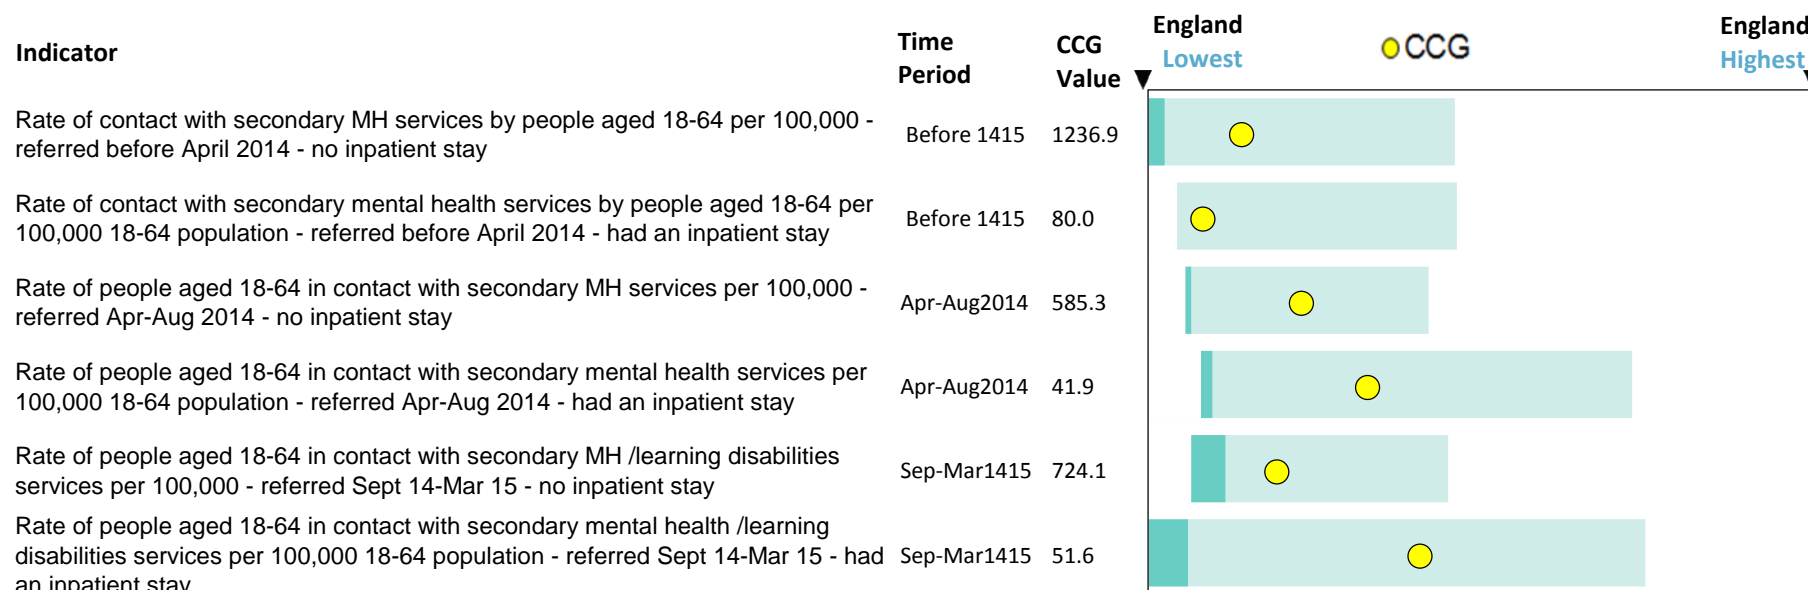 Indicator
Time
Period
CCG
Value
England
Lowest
CCG
England
Highest
Rate of contact with secondary MH services by people aged 18-64 per 100,000 -
referred before April 2014 - no inpatient stay
Before 1415
1236.9
Rate of contact with secondary mental health services by people aged 18-64 per
100,000 18-64 population - referred before April 2014 - had an inpatient stay
Before 1415
80.0
Rate of people aged 18-64 in contact with secondary MH services per 100,000 -
referred Apr-Aug 2014 - no inpatient stay
Apr-Aug2014
585.3
Rate of people aged 18-64 in contact with secondary mental health services per
100,000 18-64 population - referred Apr-Aug 2014 - had an inpatient stay
Apr-Aug2014
41.9
Rate of people aged 18-64 in contact with secondary MH /learning disabilities
services per 100,000 - referred Sept 14-Mar 15 - no inpatient stay
Sep-Mar1415
724.1
Rate of people aged 18-64 in contact with secondary mental health /learning
disabilities services per 100,000 18-64 population - referred Sept 14-Mar 15 - had
an inpatient stay
Sep-Mar1415
51.6